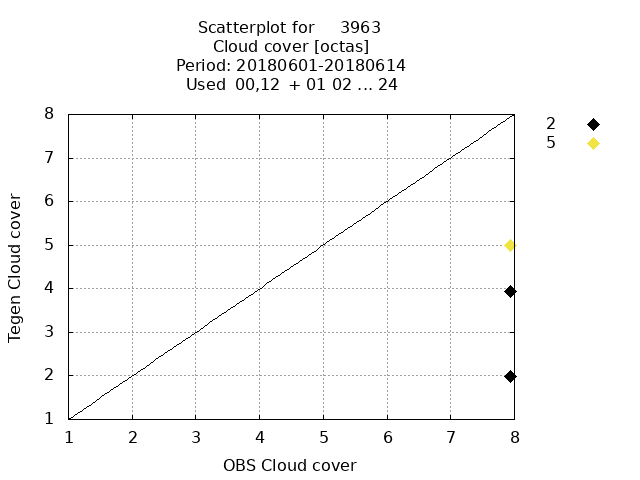 Scatterplot for 3963
Cloud cover [octas]
Period: 20180601-20180614
Used 00,12 + 01 02 ... 24
2
5
8
7
6
5
4
3
2
1
Tegen Cloud cover
1 2 3 4 5 6 7 8
OBS Cloud cover